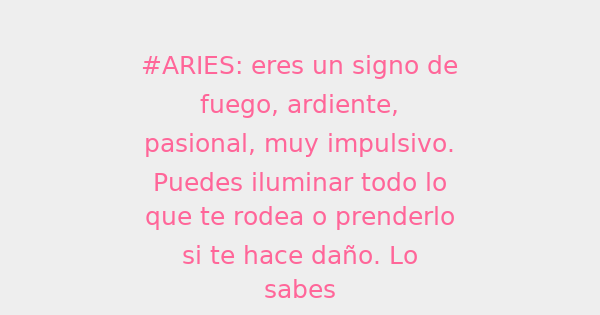 #ARIES: eres un signo de
fuego, ardiente,
pasional, muy impulsivo.
Puedes iluminar todo lo
que te rodea o prenderlo
si te hace daño. Lo
sabes